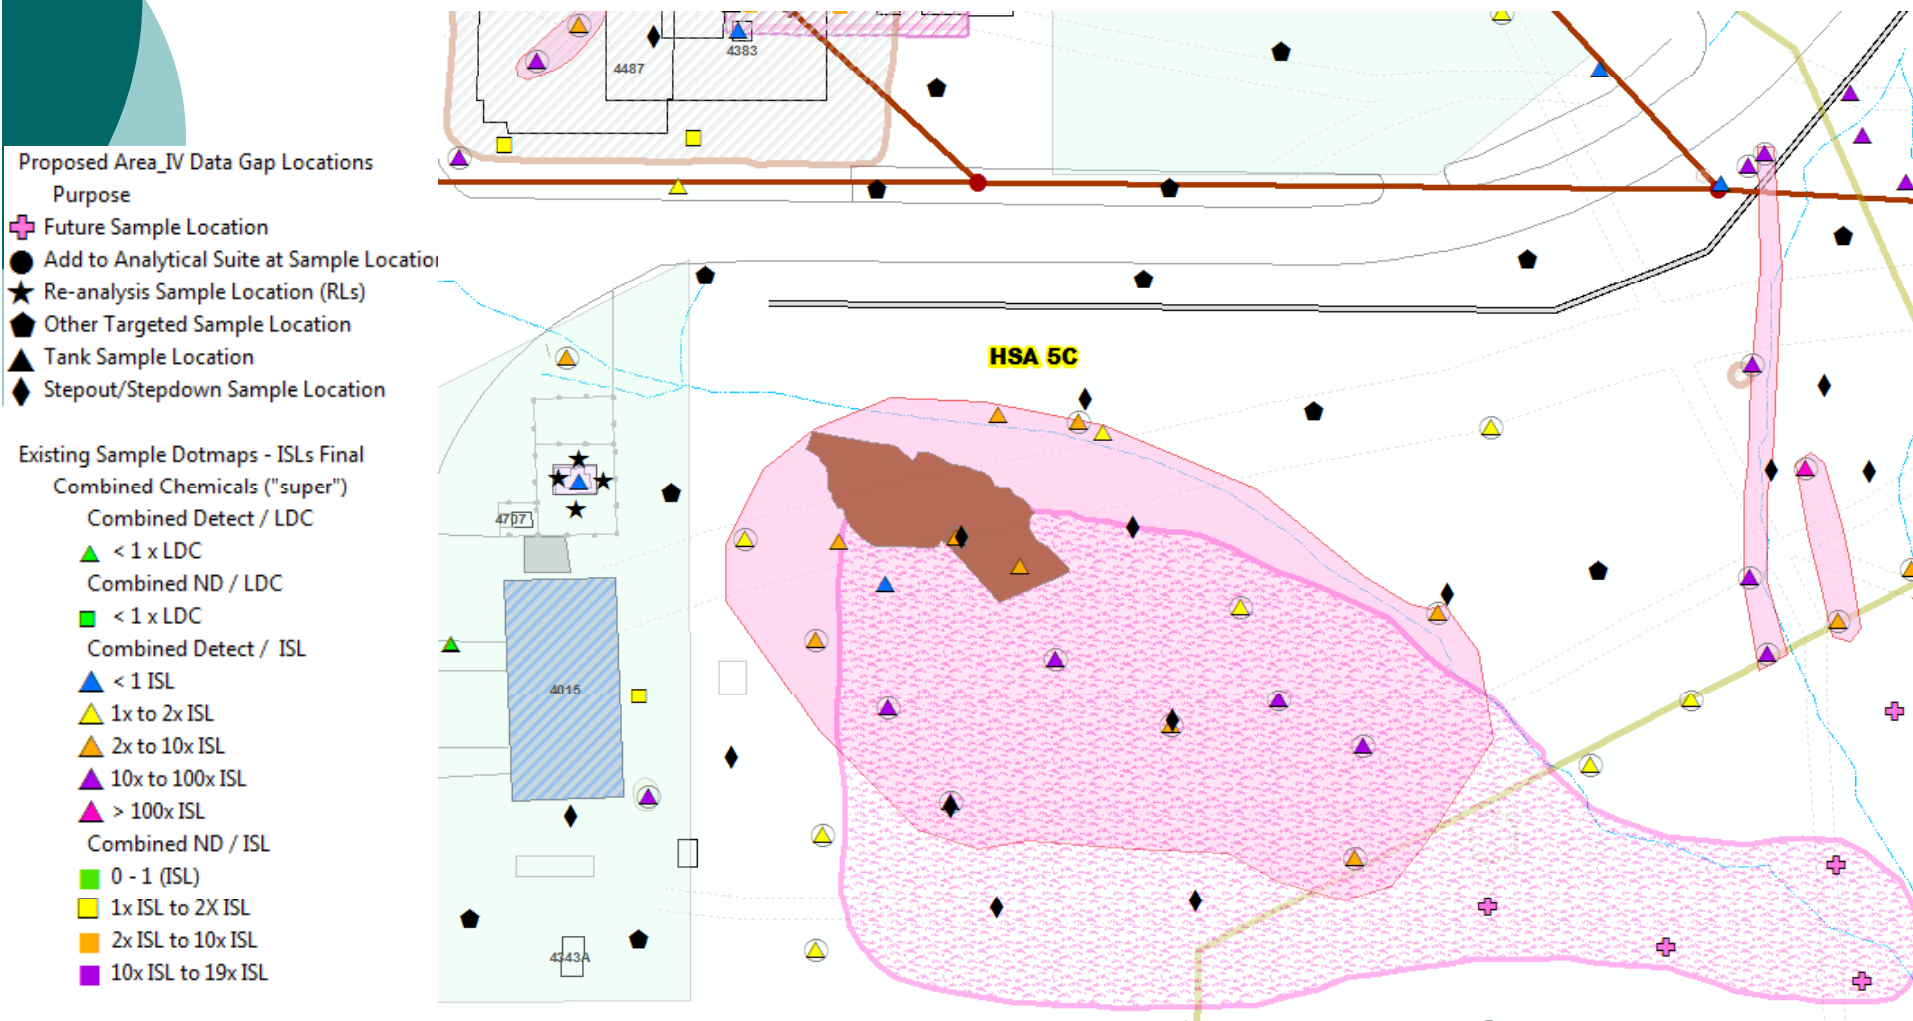 Proposed Area_IV Data Gap Locations
Purpose
Future Sample Location
Add to Analytical Suite at Sample Location
Re-analysis Sample Location (RLs)
Other Targeted Sample Location
Tank Sample Location
Stepout/Stepdown Sample Location
Existing Sample Dotmaps - ISLs Final
Combined Chemicals ("super")
Combined Detect / LDC
< 1 x LDC
Combined ND / LDC
< 1 x LDC
Combined Detect / ISL
< 1 ISL
1x to 2x ISL
2x to 10x ISL
10x to 100x ISL
> 100x ISL
Combined ND / ISL
0 - 1 (ISL)
1x ISL to 2X ISL
2x ISL to 10x ISL
10x ISL to 19x ISL
4383
4487
HSA 5C
4707
4015
4343A